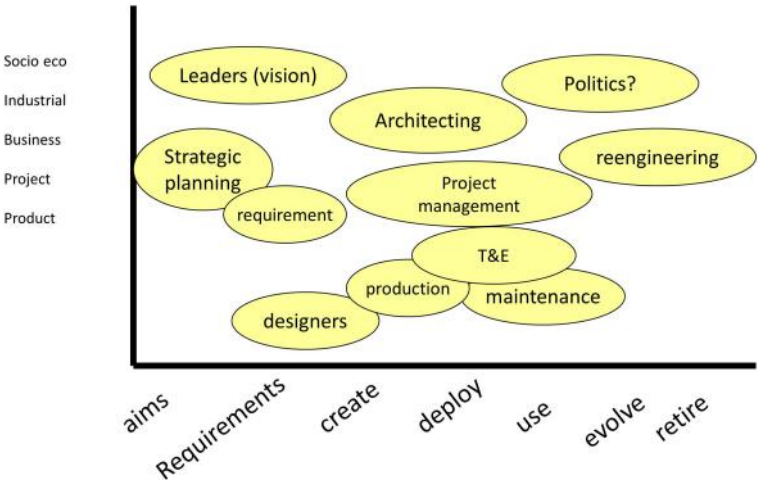 Socio eco
Industrial
Business
Project
Product
Leaders (vision)
Politics?
Architecting
Strategic
planning
reengineering
Project
management
requirement
T&E
production
maintenance
designers
aims
Requirements
create
deploy
use
evolve
retire